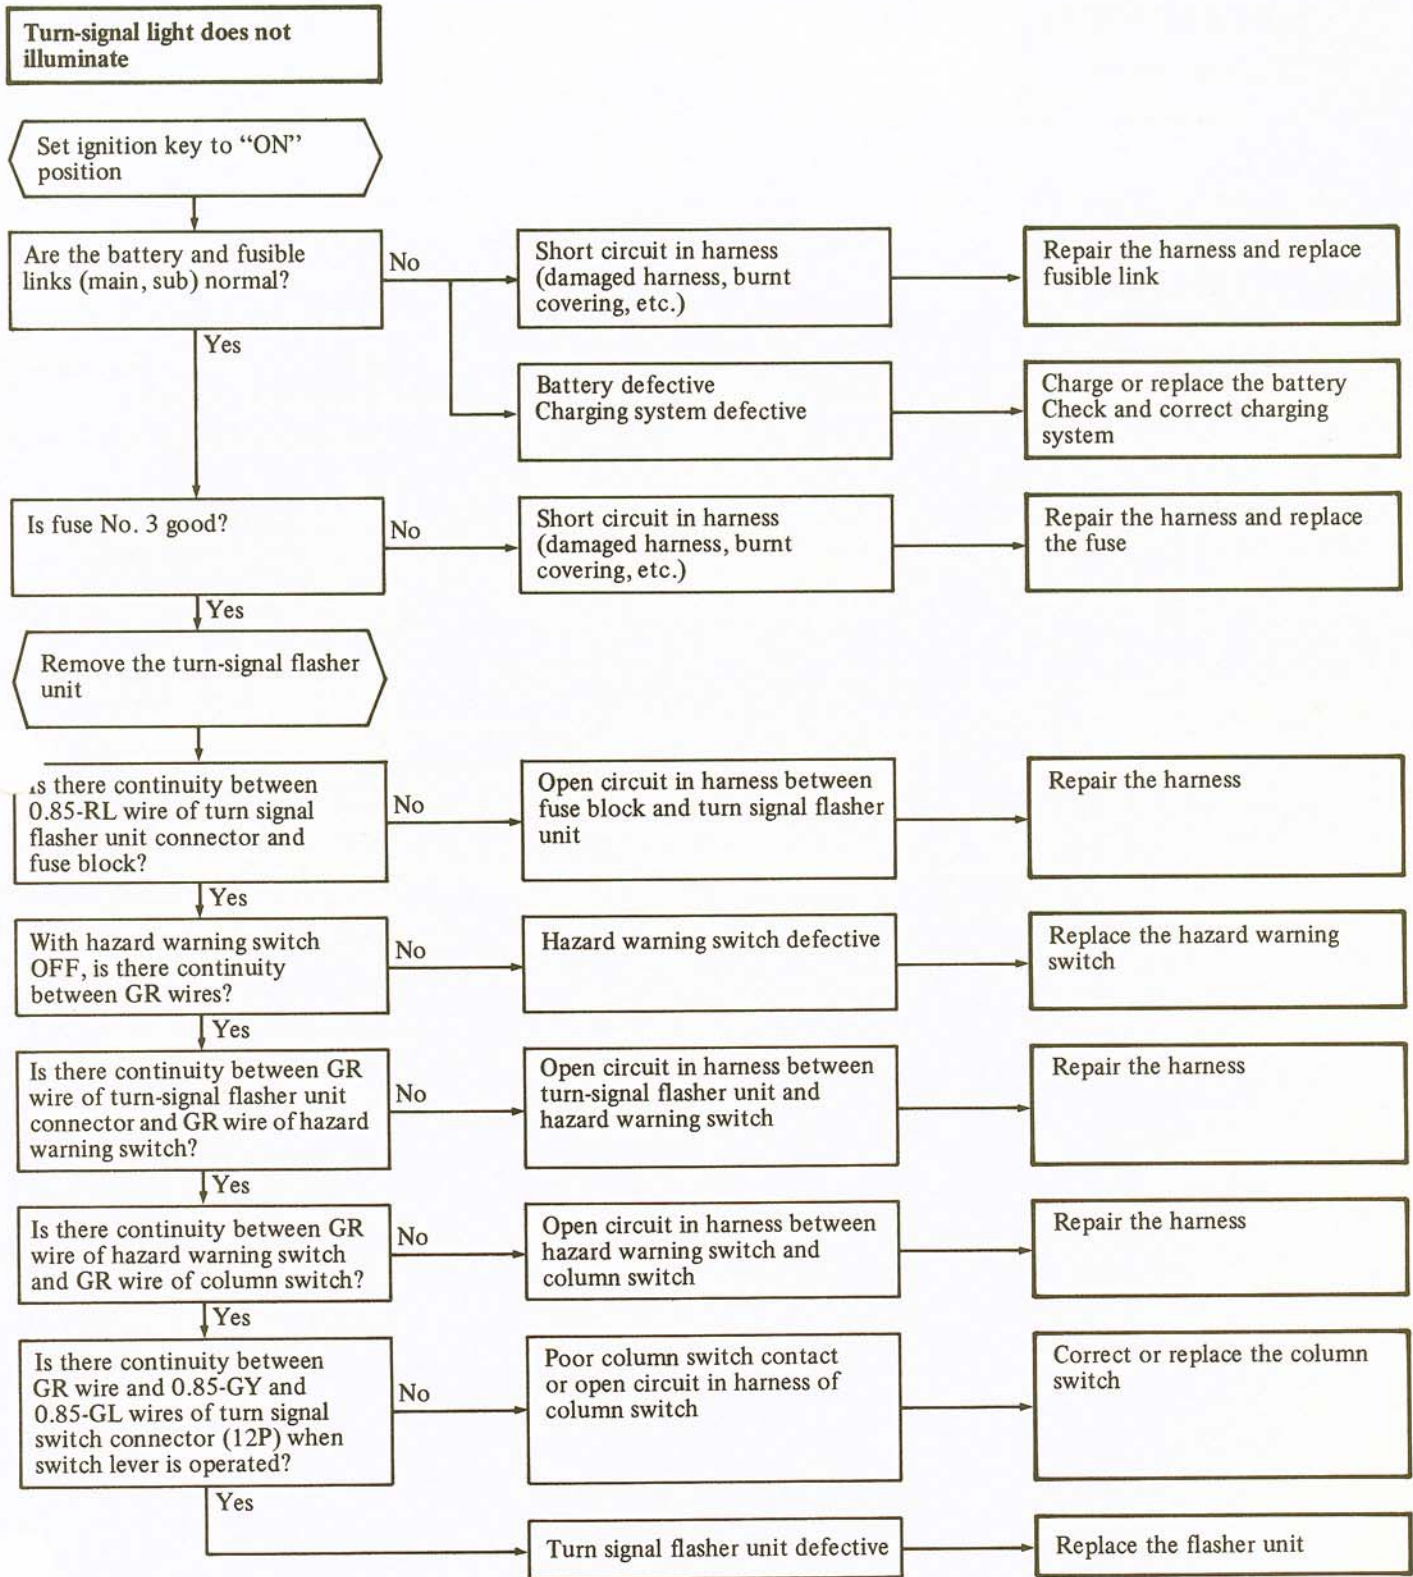 Turn-signal light does not
illuminate
Set ignition key to “ON”
position
Are the battery and fusible
links (main, sub) normal?
No
Short circuit in harness
(damaged harness, burnt
covering, etc.)
Repair the harness and replace
fusible link
Yes
Battery defective
Charging system defective
Charge or replace the battery
Check and correct charging
system
Is fuse No. 3 good?
No
Short circuit in harness
(damaged harness, burnt
covering, etc.)
Repair the harness and replace
the fuse
Yes
Remove the turn-signal flasher
unit
Is there continuity between
0.85-RL wire of turn signal
flasher unit connector and
fuse block?
No
Open circuit in harness between
fuse block and turn signal flasher
unit
Repair the harness
Yes
With hazard warning switch
OFF, is there continuity
between GR wires?
No
Hazard warning switch defective
Replace the hazard warning
switch
Yes
Is there continuity between GR
wire of turn-signal flasher unit
connector and GR wire of hazard
warning switch?
No
Open circuit in harness between
turn-signal flasher unit and
hazard warning switch
Repair the harness
Yes
Is there continuity between GR
wire of hazard warning switch
and GR wire of column switch?
No
Open circuit in harness between
hazard warning switch and
column switch
Repair the harness
Yes
Is there continuity between
GR wire and 0.85-GY and
0.85-GL wires of turn signal
switch connector (12P) when
switch lever is operated?
No
Poor column switch contact
or open circuit in harness of
column switch
Correct or replace the column
switch
Yes
Turn signal flasher unit defective
Replace the flasher unit